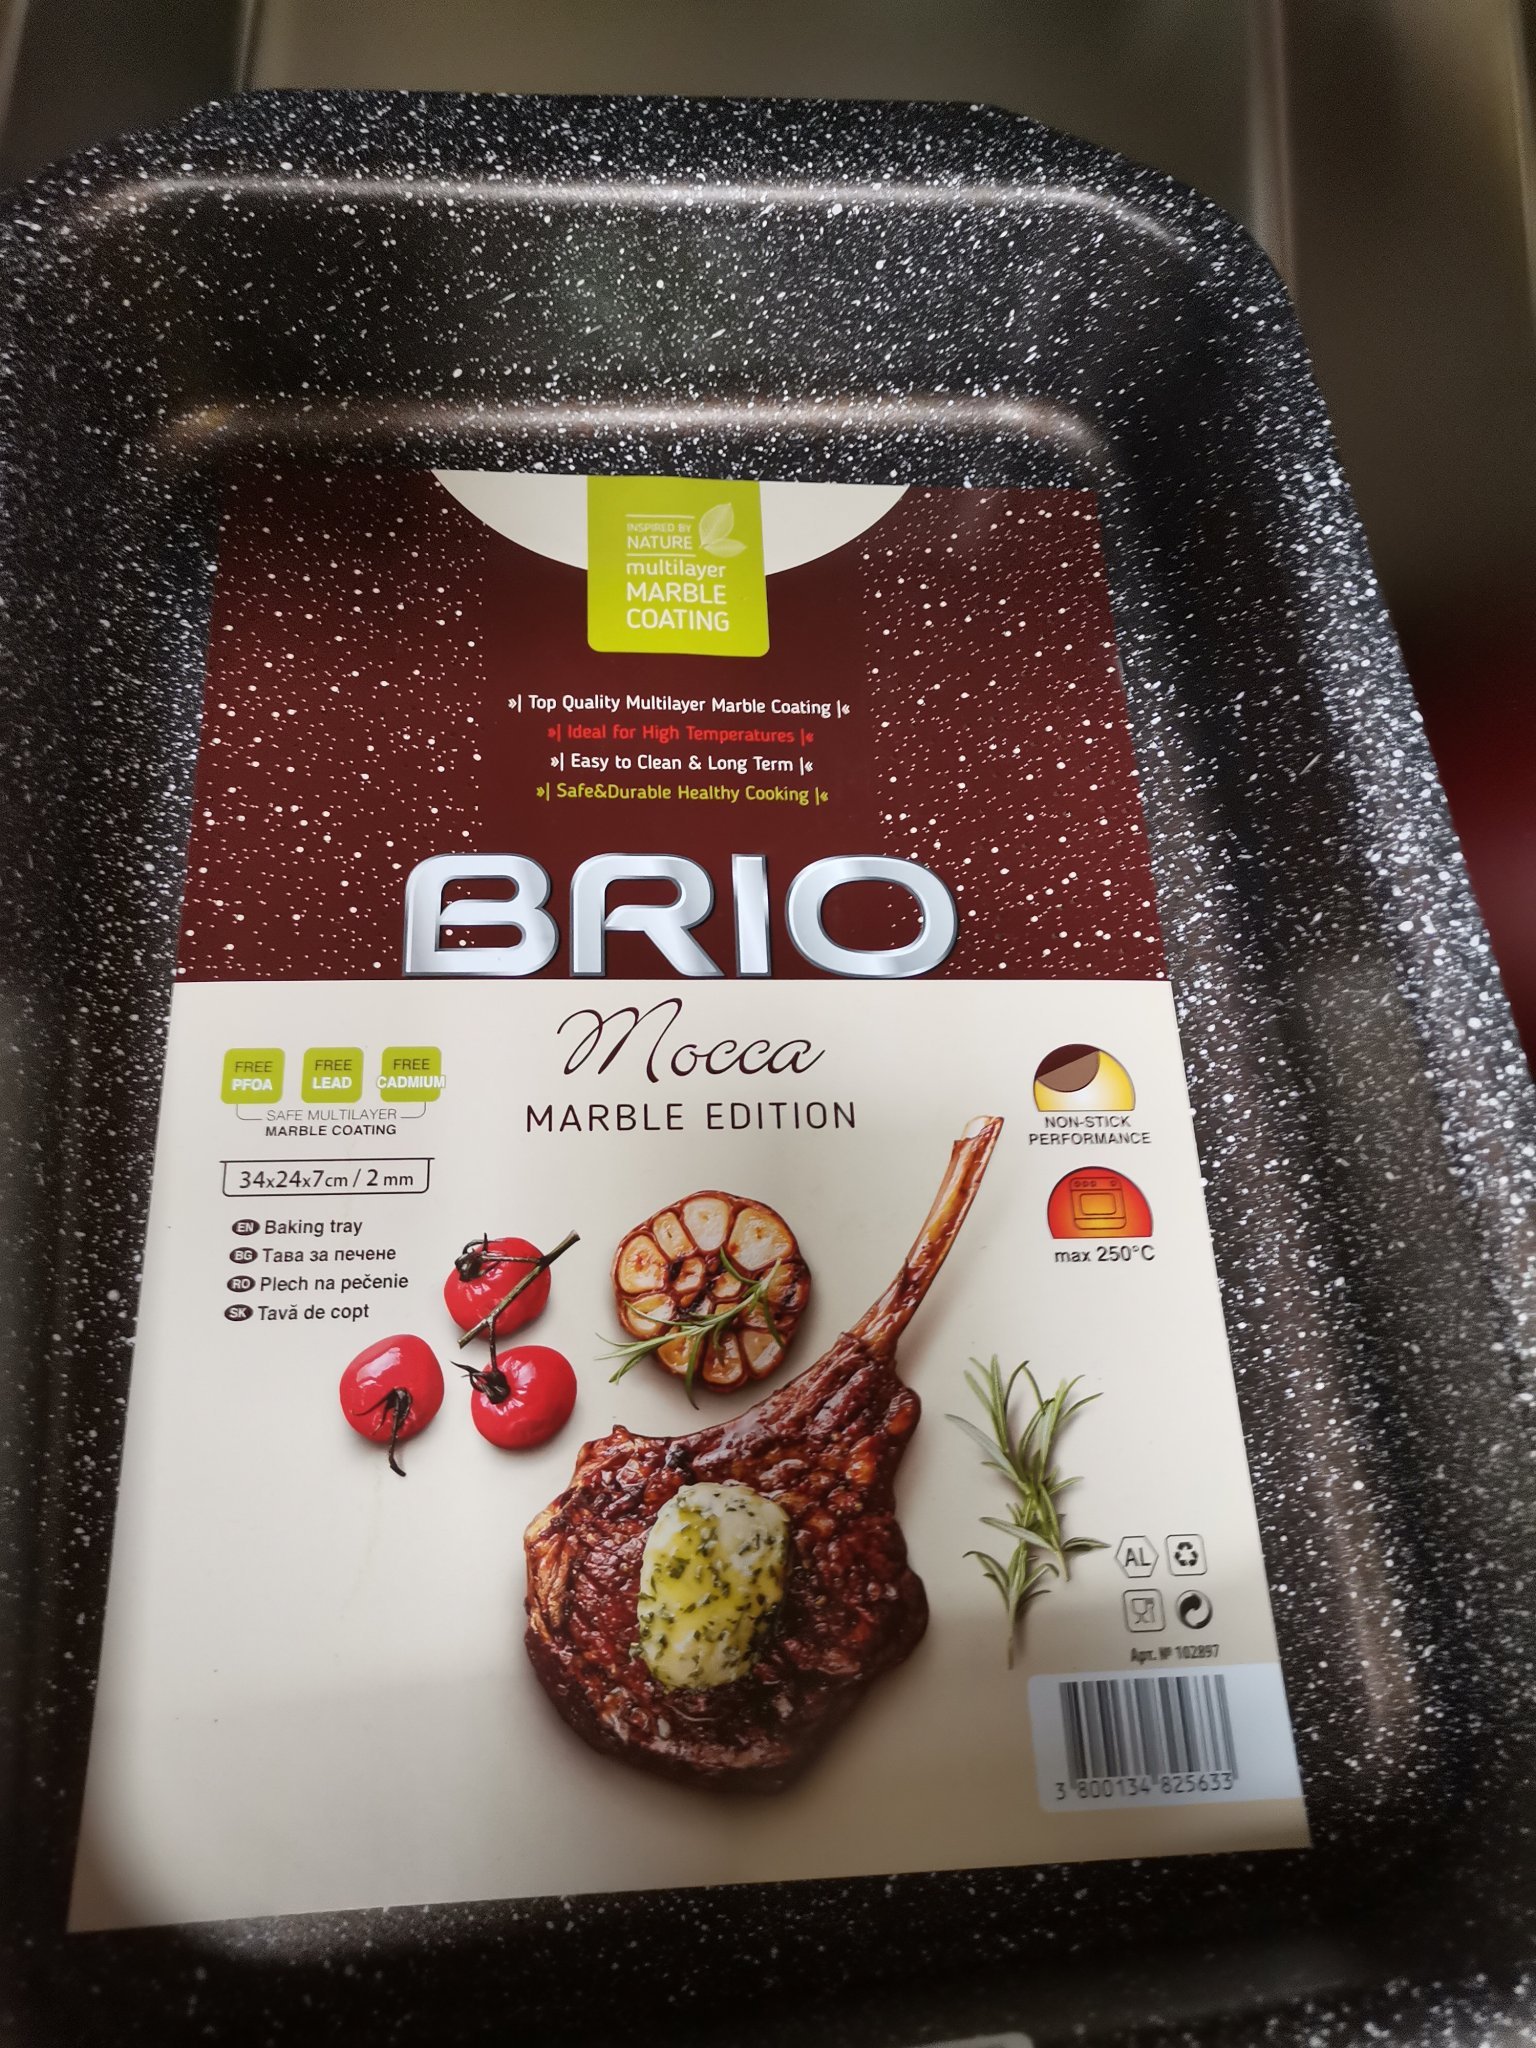 INSPIRED BY
NATURE
multilayer
MARBLE
COATING
»| Top Quality Multilayer Marble Coating |«
»| Ideal for High Temperatures |«
»| Easy to Clean & Long Term |«
»| Safe&Durable Healthy Cooking |«
BRIO
Mocca
MARBLE EDITION
FREE
PFOA
FREE
LEAD
FREE
CADMIUM
SAFE MULTILAYER
MARBLE COATING
34x24x7cm / 2 mm
EN Baking tray
BG Тава за печене
RO Plech na pečenie
SK Tavă de copt
NON-STICK
PERFORMANCE
max 250°C
AL
Арт. № 102897
3 800134 825633